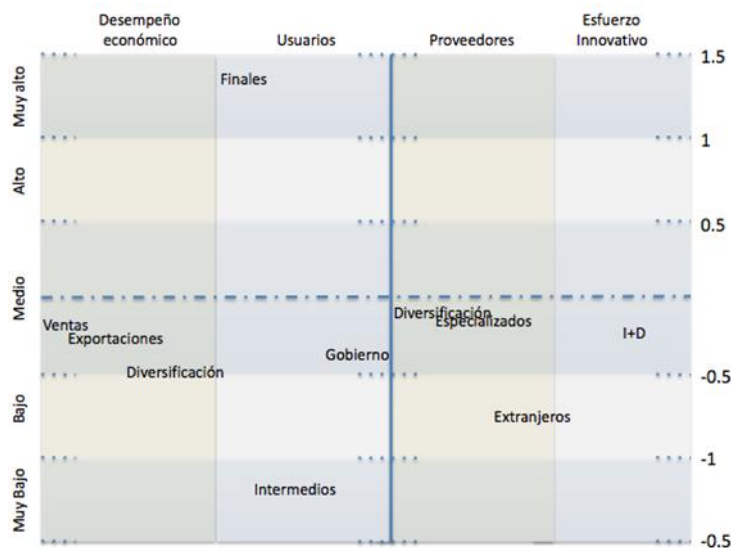 Desempeño
económico
Usuarios
Proveedores
Esfuerzo
Innovativo
Muy alto
Alto
Medio
Bajo
Muy Bajo
1.5
1
0.5
-0.5
-1
-0.5
Finales
Ventas
Exportaciones
Diversificación
Gobierno
Intermedios
Diversificación
Especializados
Extranjeros
I+D